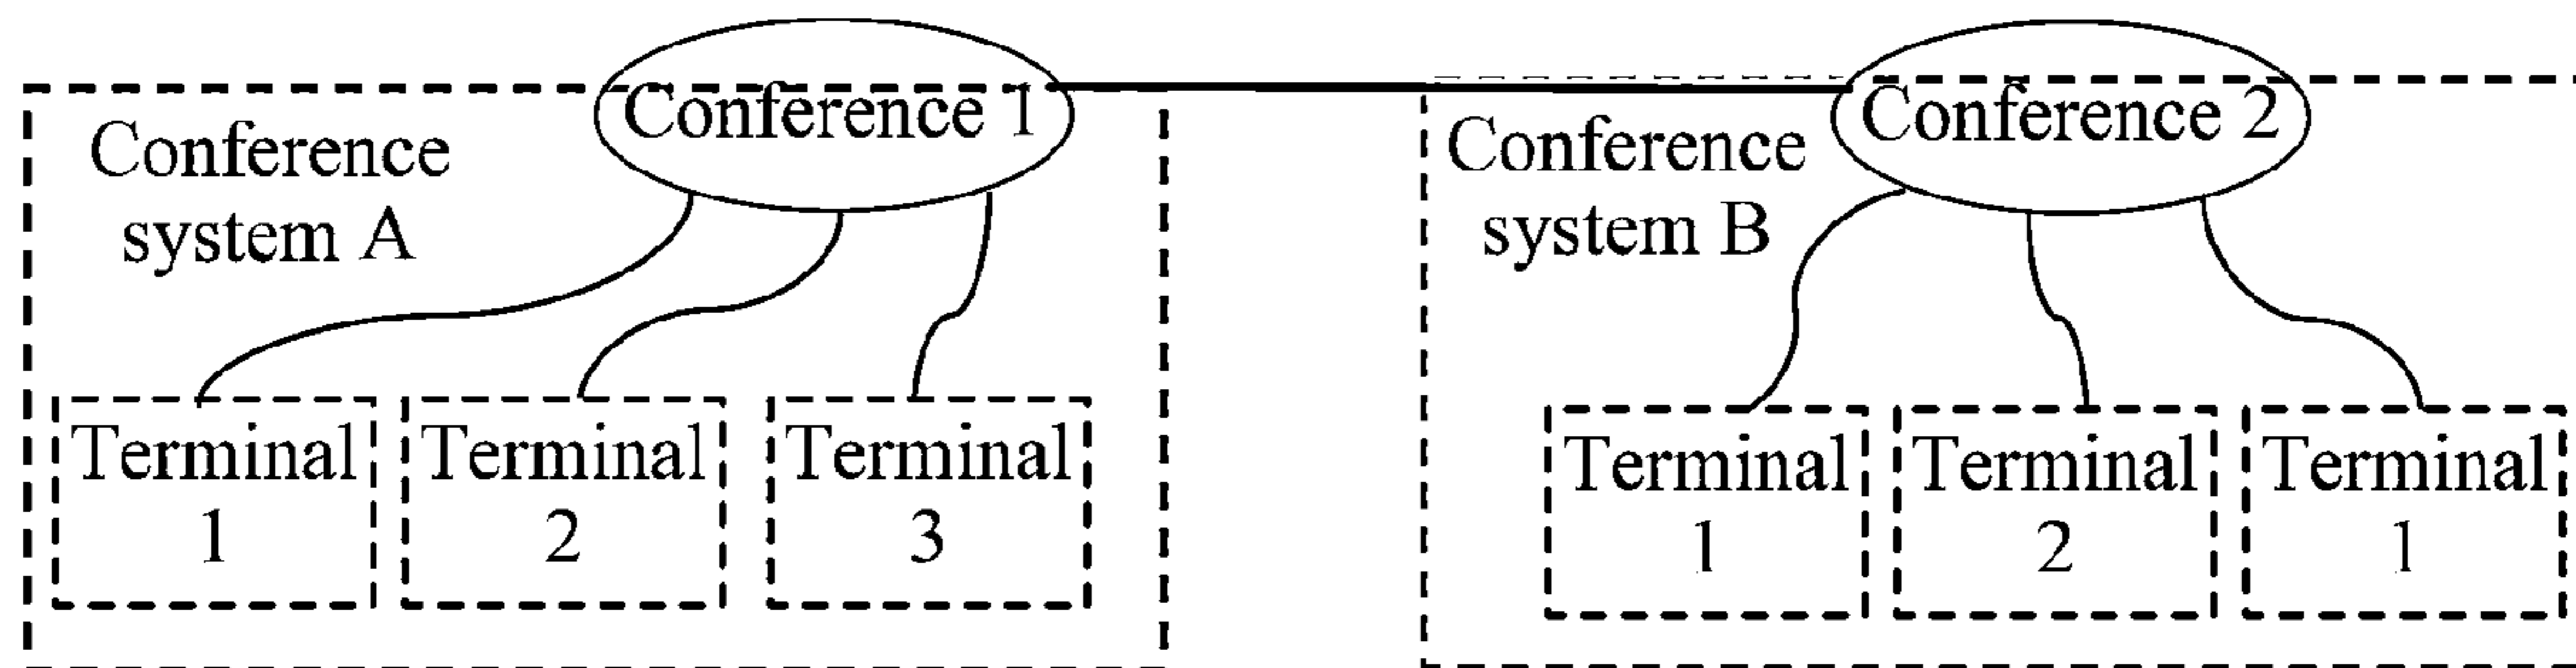 Conference 1
Conference
system A
Terminal
1
Terminal
2
Terminal
3
Conference 2
Conference
system B
Terminal
1
Terminal
2
Terminal
1